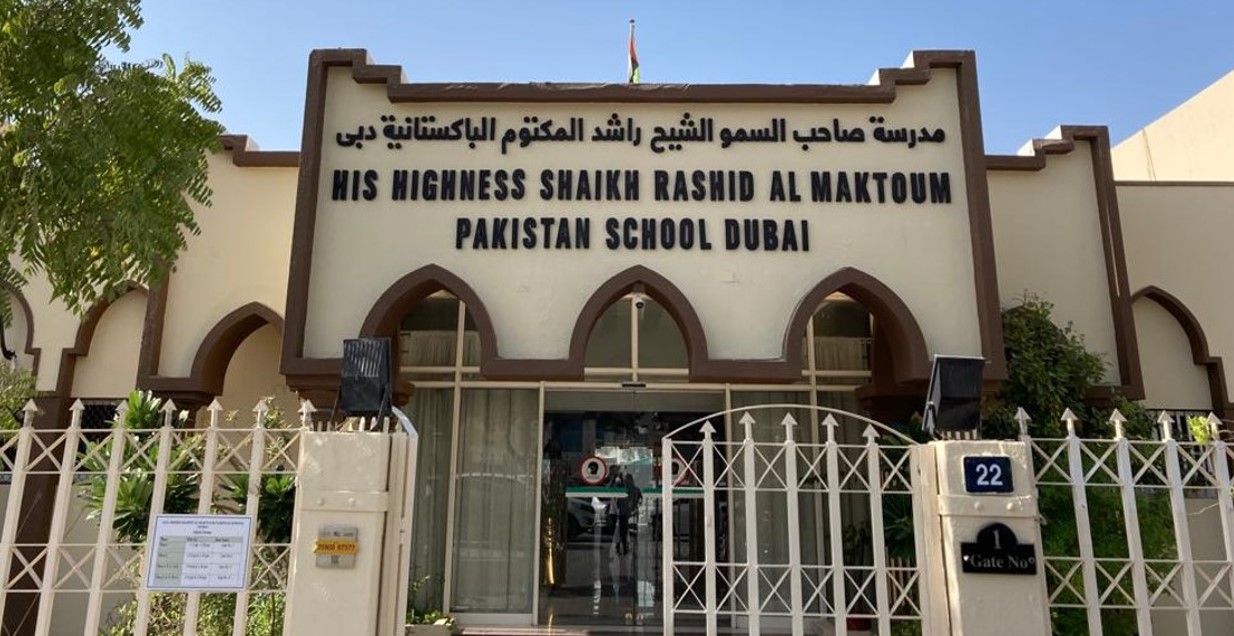 مدرسة صاحب السمو الشيخ راشد المكتوم الباكستانية دبى
HIS HIGHNESS SHAIKH RASHID AL MAKTOUM
PAKISTAN SCHOOL DUBAI
22
1
Gate No